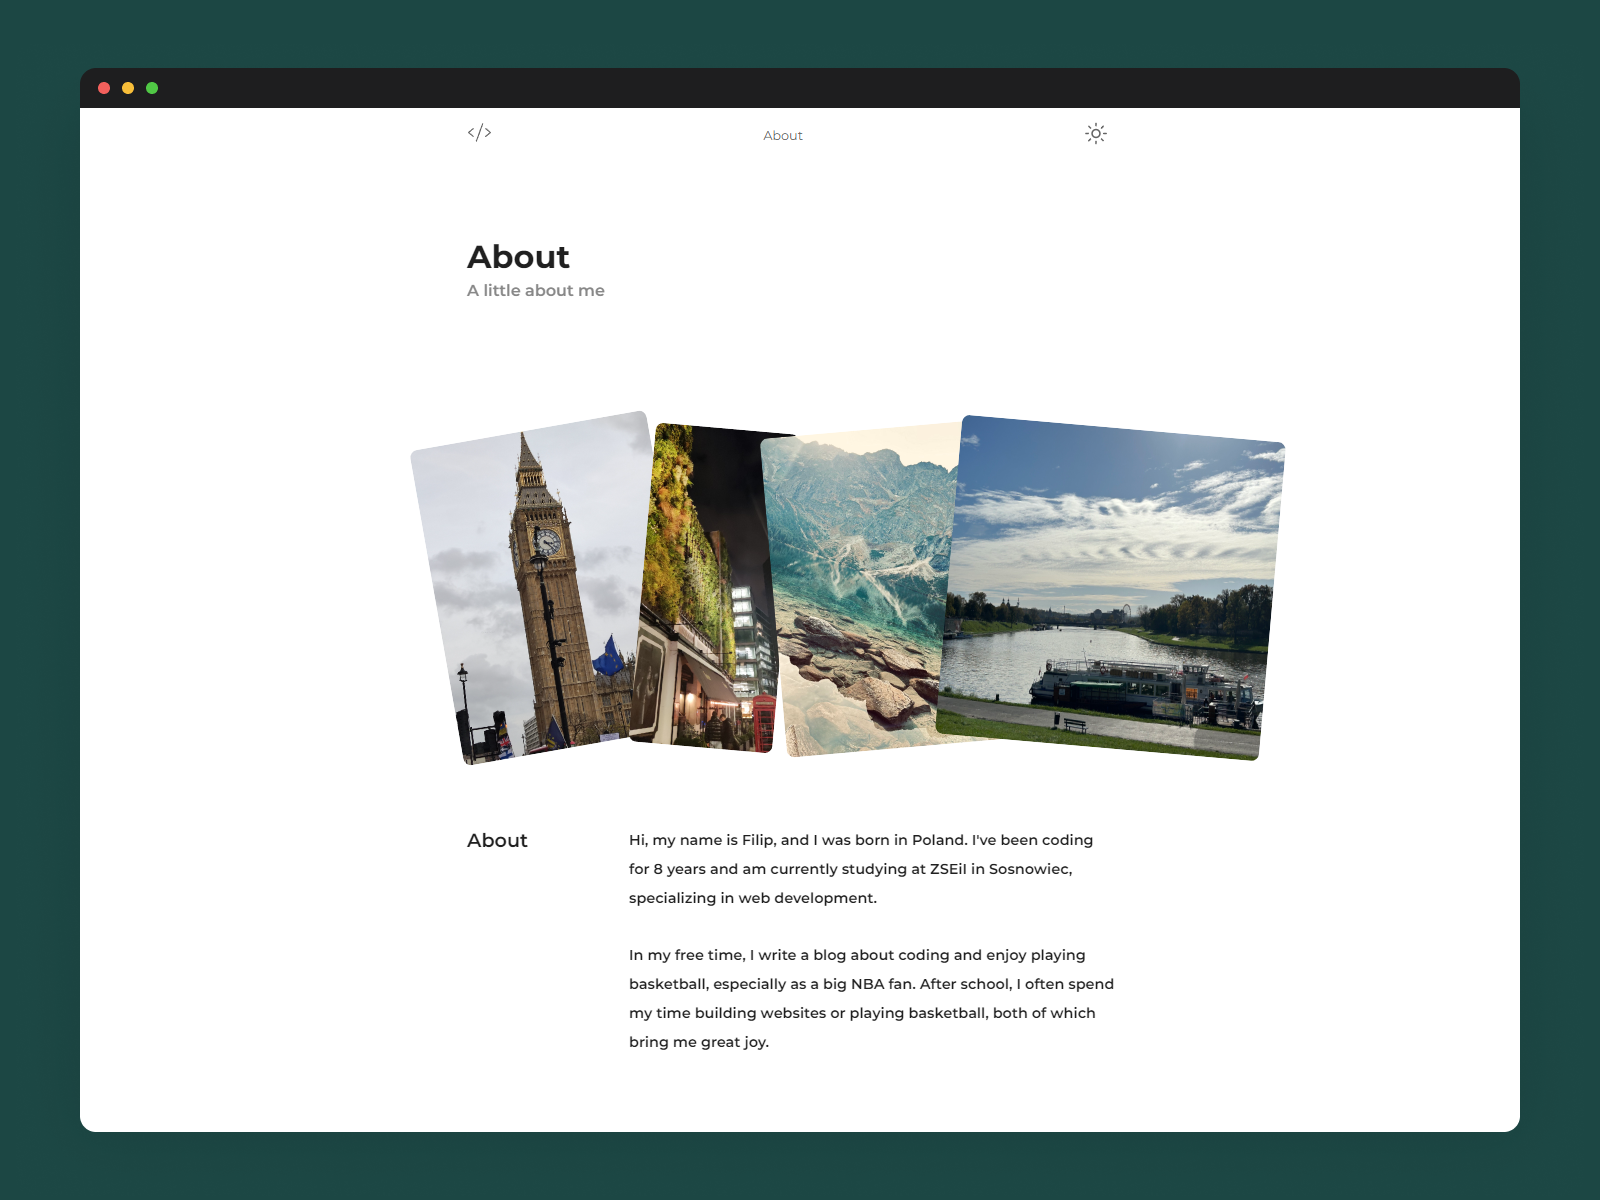 </>
About
About
A little about me
About
Hi, my name is Filip, and I was born in Poland. I've been coding
for 8 years and am currently studying at ZSEiI in Sosnowiec,
specializing in web development.
In my free time, I write a blog about coding and enjoy playing
basketball, especially as a big NBA fan. After school, I often spend
my time building websites or playing basketball, both of which
bring me great joy.